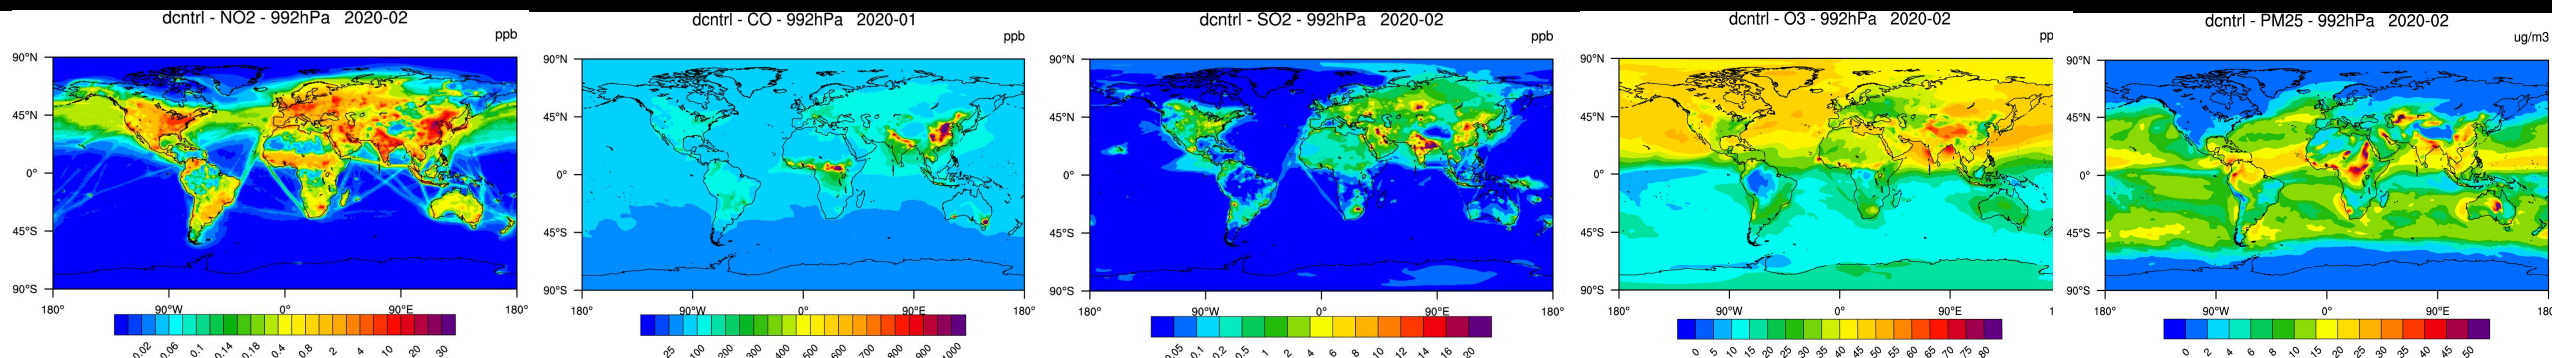 dcntrl - NO2 - 992hPa 2020-02
ppb
90°N
45°N
0°
45°S
90°S
180° 90°W 0° 90°E 180°
0.02 0.06 0.1 0.14 0.18 0.4 0.8 2 4 10 20 30
dcntrl - CO - 992hPa 2020-01
ppb
90°N
45°N
0°
45°S
90°S
180° 90°W 0° 90°E 180°
25 100 200 300 400 500 600 700 800 900 1000
dcntrl - SO2 - 992hPa 2020-02
ppb
90°N
45°N
0°
45°S
90°S
180° 90°W 0° 90°E 180°
0.05 0.1 0.2 0.5 1 2 4 6 8 10 12 14 16 20
dcntrl - O3 - 992hPa 2020-02
pp
90°N
45°N
0°
45°S
90°S
180° 90°W 0° 90°E 1
0 5 10 15 20 25 30 35 40 45 50 55 60 65 70 75 80
dcntrl - PM25 - 992hPa 2020-02
ug/m3
90°N
45°N
0°
45°S
90°S
180° 90°W 0° 90°E 180°
0 2 4 6 8 10 15 20 25 30 35 40 45 50